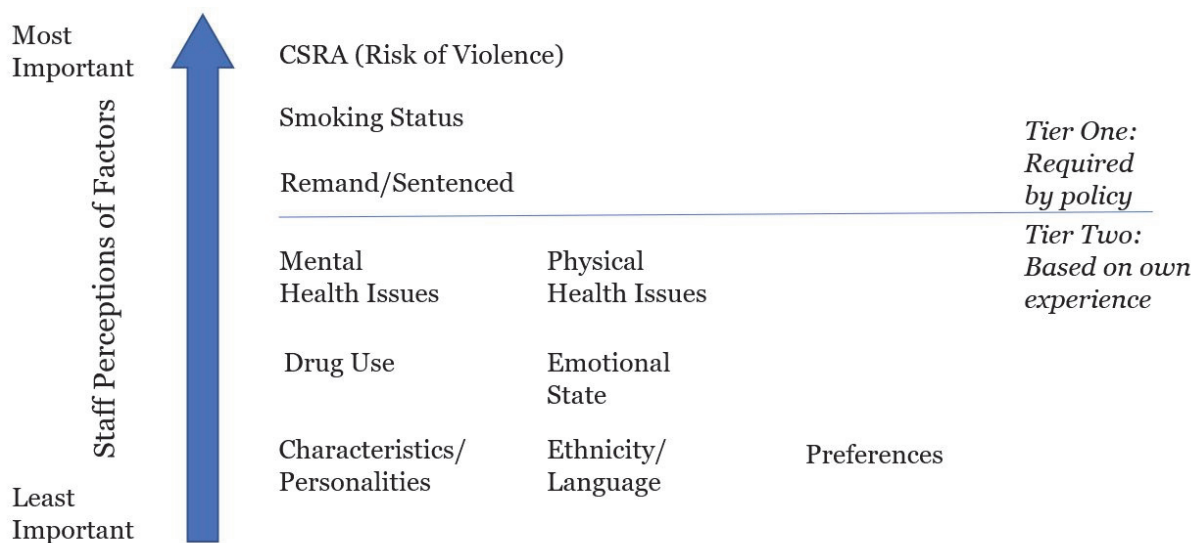 Most
Important
Staff Perceptions of Factors
Least
Important
CSRA (Risk of Violence)
Smoking Status
Remand/Sentenced
Tier One:
Required
by policy
Tier Two:
Based on own
experience
Mental
Health Issues
Physical
Health Issues
Drug Use
Emotional
State
Characteristics/
Personalities
Ethnicity/
Language
Preferences